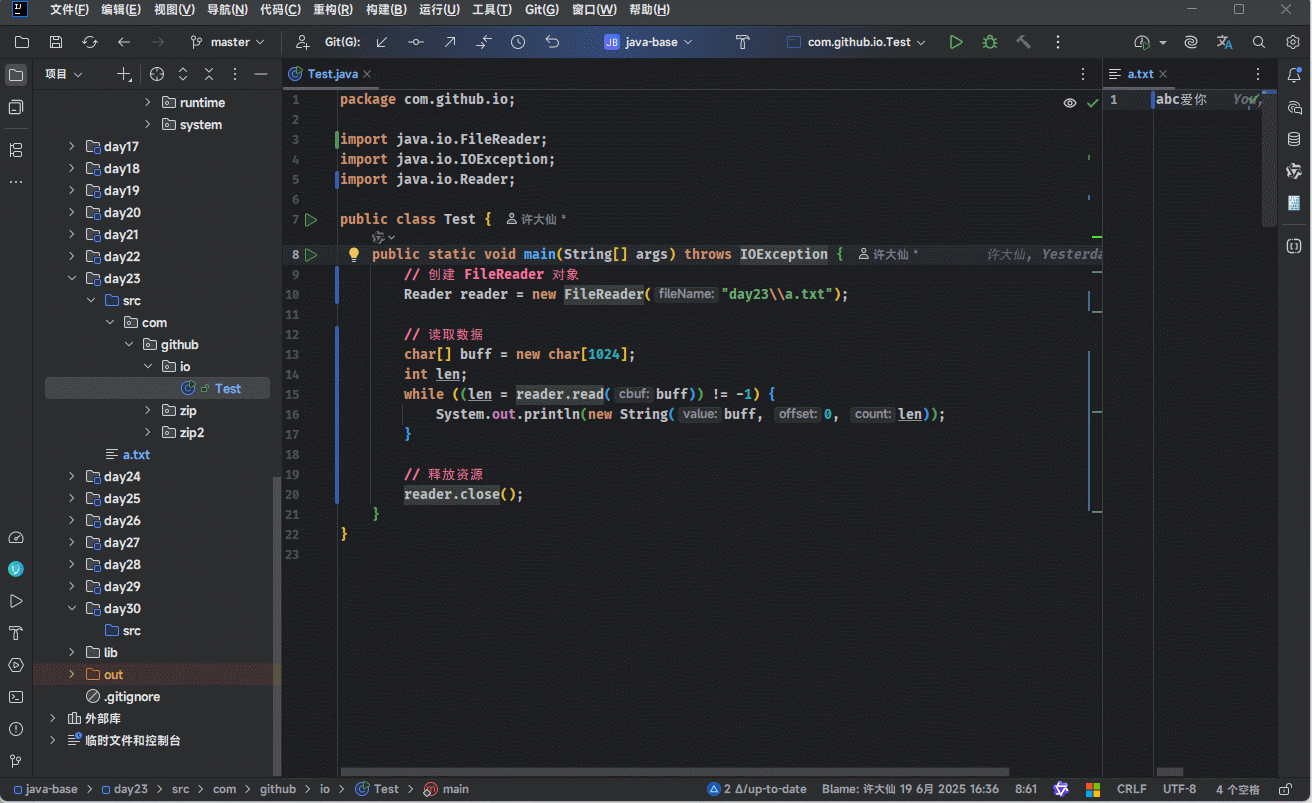 文件(F) 编辑(E) 视图(V) 导航(N) 代码(C) 重构(R) 构建(B) 运行(U) 工具(T) Git(G) 窗口(W) 帮助(H)
master Git(G): JB java-base com.github.io.Test
项目
runtime
system
day17
day18
day19
day20
day21
day22
day23
src
com
github
io
Test
zip
zip2
a.txt
day24
day25
day26
day27
day28
day29
day30
src
lib
out
.gitignore
外部库
临时文件和控制台
Test.java
1 package com.github.io;
2
3 import java.io.FileReader;
4 import java.io.IOException;
5 import java.io.Reader;
6
7 public class Test { 许大仙 *
8 public static void main(String[] args) throws IOException { 许大仙 * 许大仙, Yesterda
9 // 创建 FileReader 对象
10 Reader reader = new FileReader( fileName: "day23\\a.txt");
11
12 // 读取数据
13 char[] buff = new char[1024];
14 int len;
15 while ((len = reader.read( cbuf: buff)) != -1) {
16 System.out.println(new String( value: buff, offset: 0, count: len));
17 }
18
19 // 释放资源
20 reader.close();
21 }
22 }
23
a.txt
1 abc爱你 You,
java-base > day23 > src > com > github > io > Test > main 2 Δ/up-to-date Blame: 许大仙 19 6月 2025 16:36 8:61 CRLF UTF-8 4 个空格